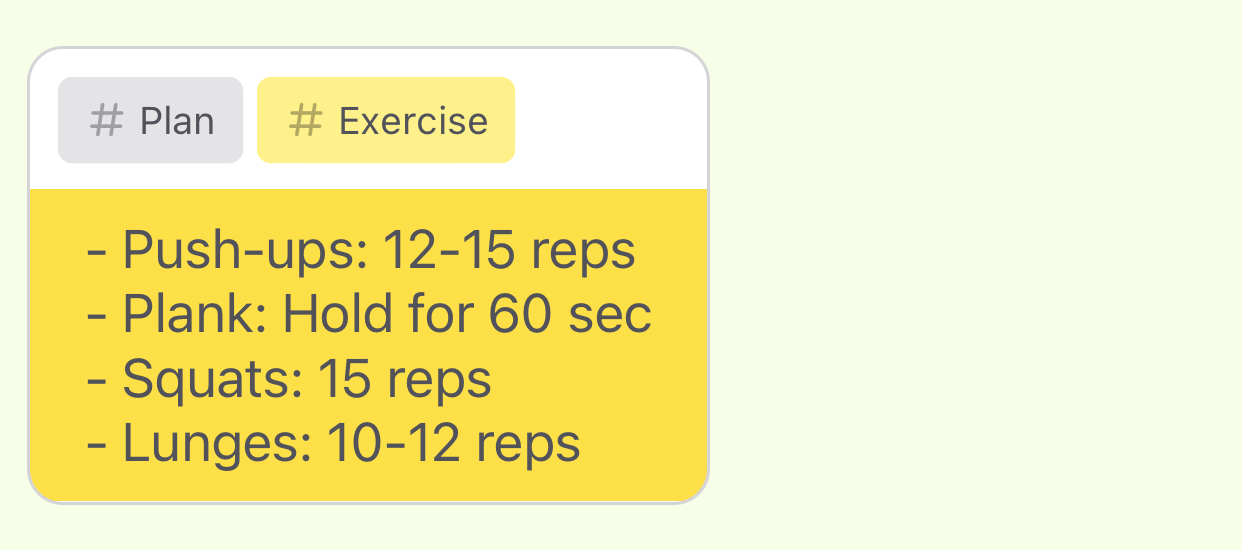 # Plan # Exercise
- Push-ups: 12-15 reps
- Plank: Hold for 60 sec
- Squats: 15 reps
- Lunges: 10-12 reps